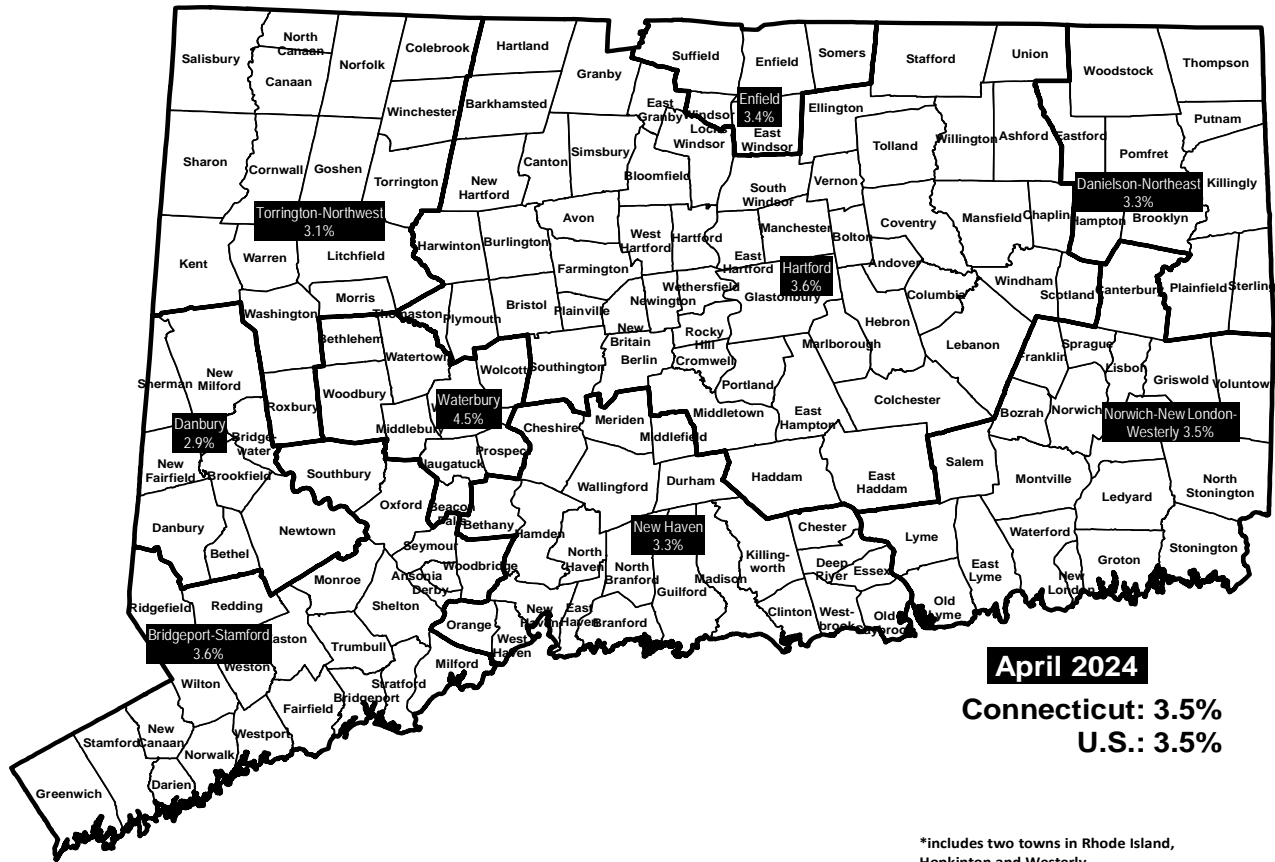 North
Canaan
Colebrook
Hartland
Salisbury
Norfolk
Canaan
Granby
Suffield
Enfield
Somers
Stafford
Union
Woodstock
Thompson
Winchester
Barkhamsted
East
Granby
Windsor
Locks
Enfield
3.4%
East
Windsor
Ellington
Willington
Ashford
Eastford
Putnam
Pomfret
Sharon
Cornwall
Goshen
Torrington
New
Hartford
Canton
Simsbury
Bloomfield
Windsor
Tolland
Vernon
South
Windsor
Killingly
Danielson-Northeast
3.3%
Torrington-Northwest
3.1%
Avon
West
Hartford
Hartford
Manchester
Bolton
Coventry
Mansfield
Chaplin
Hampton
Brooklyn
Kent
Warren
Litchfield
Harwinton
Burlington
Farmington
East
Hartford
Hartford
3.6%
Andover
Windham
Scotland
Canterbury
Plainfield
Sterling
Morris
Washington
Thomaston
Plymouth
Bristol
Plainville
Newington
Wethersfield
Glastonbury
Columbia
Hebron
Lebanon
Bethlehem
Watertown
New
Britain
Berlin
Rocky
Hill
Cromwell
Marlborough
Franklin
Sprague
Lisbon
Griswold
Voluntown
Sherman
New
Milford
Roxbury
Woodbury
Wolcott
Southington
Portland
Colchester
Bozrah
Norwich
Norwich-New London-
Westerly 3.5%
Waterbury
4.5%
Danbury
2.9%
Bridge-
water
Middlebury
Cheshire
Meriden
Middlefield
Middletown
East
Hampton
New
Fairfield
Brookfield
Southbury
Naugatuck
Prospect
Wallingford
Durham
Haddam
East
Haddam
Salem
Montville
Ledyard
North
Stonington
Danbury
Bethel
Newtown
Oxford
Beacon
Falls
Bethany
Hamden
North
Haven
New Haven
3.3%
Chester
Lyme
Waterford
Groton
Stonington
Seymour
Woodbridge
North
Branford
Killing-
worth
Deep
River
Essex
East
Lyme
New
London
Monroe
Ansonia
Derby
Shelton
Guilford
Madison
Clinton
West-
brook
Old
Saybrook
Old
Lyme
Ridgefield
Redding
Orange
New
Haven
East
Haven
Branford
West
Haven
Bridgeport-Stamford
3.6%
Easton
Weston
Trumbull
Milford
Wilton
Stratford
Bridgeport
Fairfield
New
Canaan
Stamford
Westport
Norwalk
Darien
Greenwich
April 2024
Connecticut: 3.5%
U.S.: 3.5%
*includes two towns in Rhode Island,
Hopkinton and Westerly